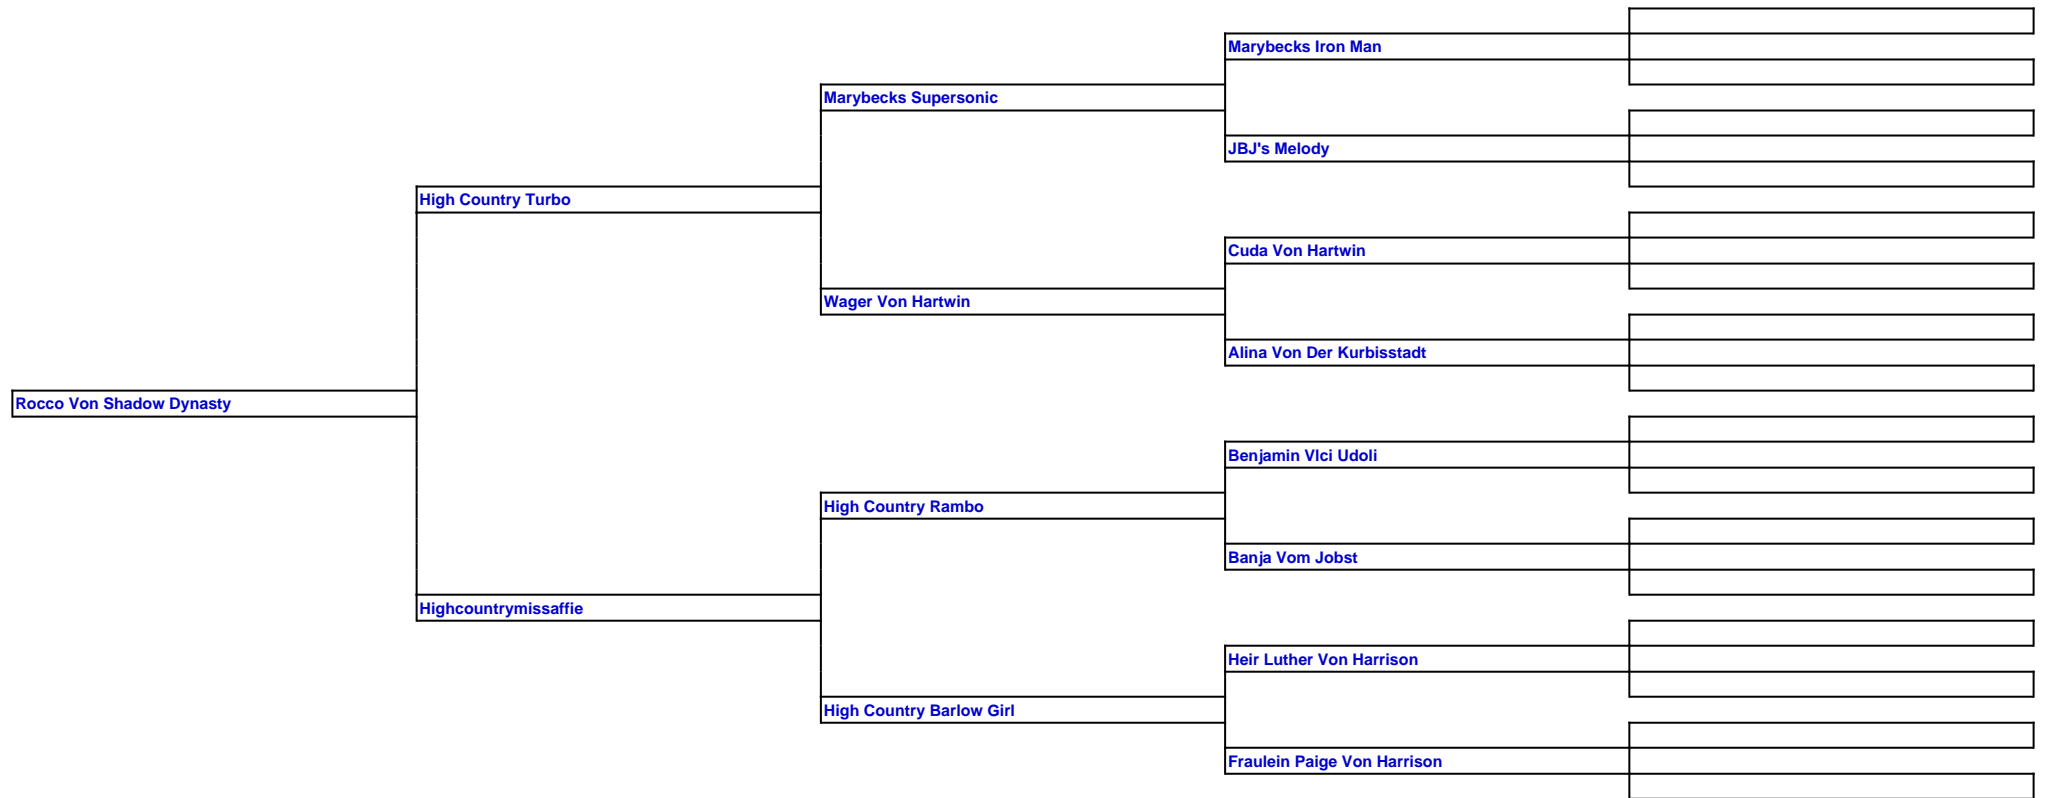 Marybecks Iron Man
Marybecks Supersonic
JBJ's Melody
High Country Turbo
Cuda Von Hartwin
Wager Von Hartwin
Alina Von Der Kurbisstadt
Rocco Von Shadow Dynasty
Benjamin Vlci Udoli
High Country Rambo
Banja Vom Jobst
Highcountrymissaffie
Heir Luther Von Harrison
High Country Barlow Girl
Fraulein Paige Von Harrison